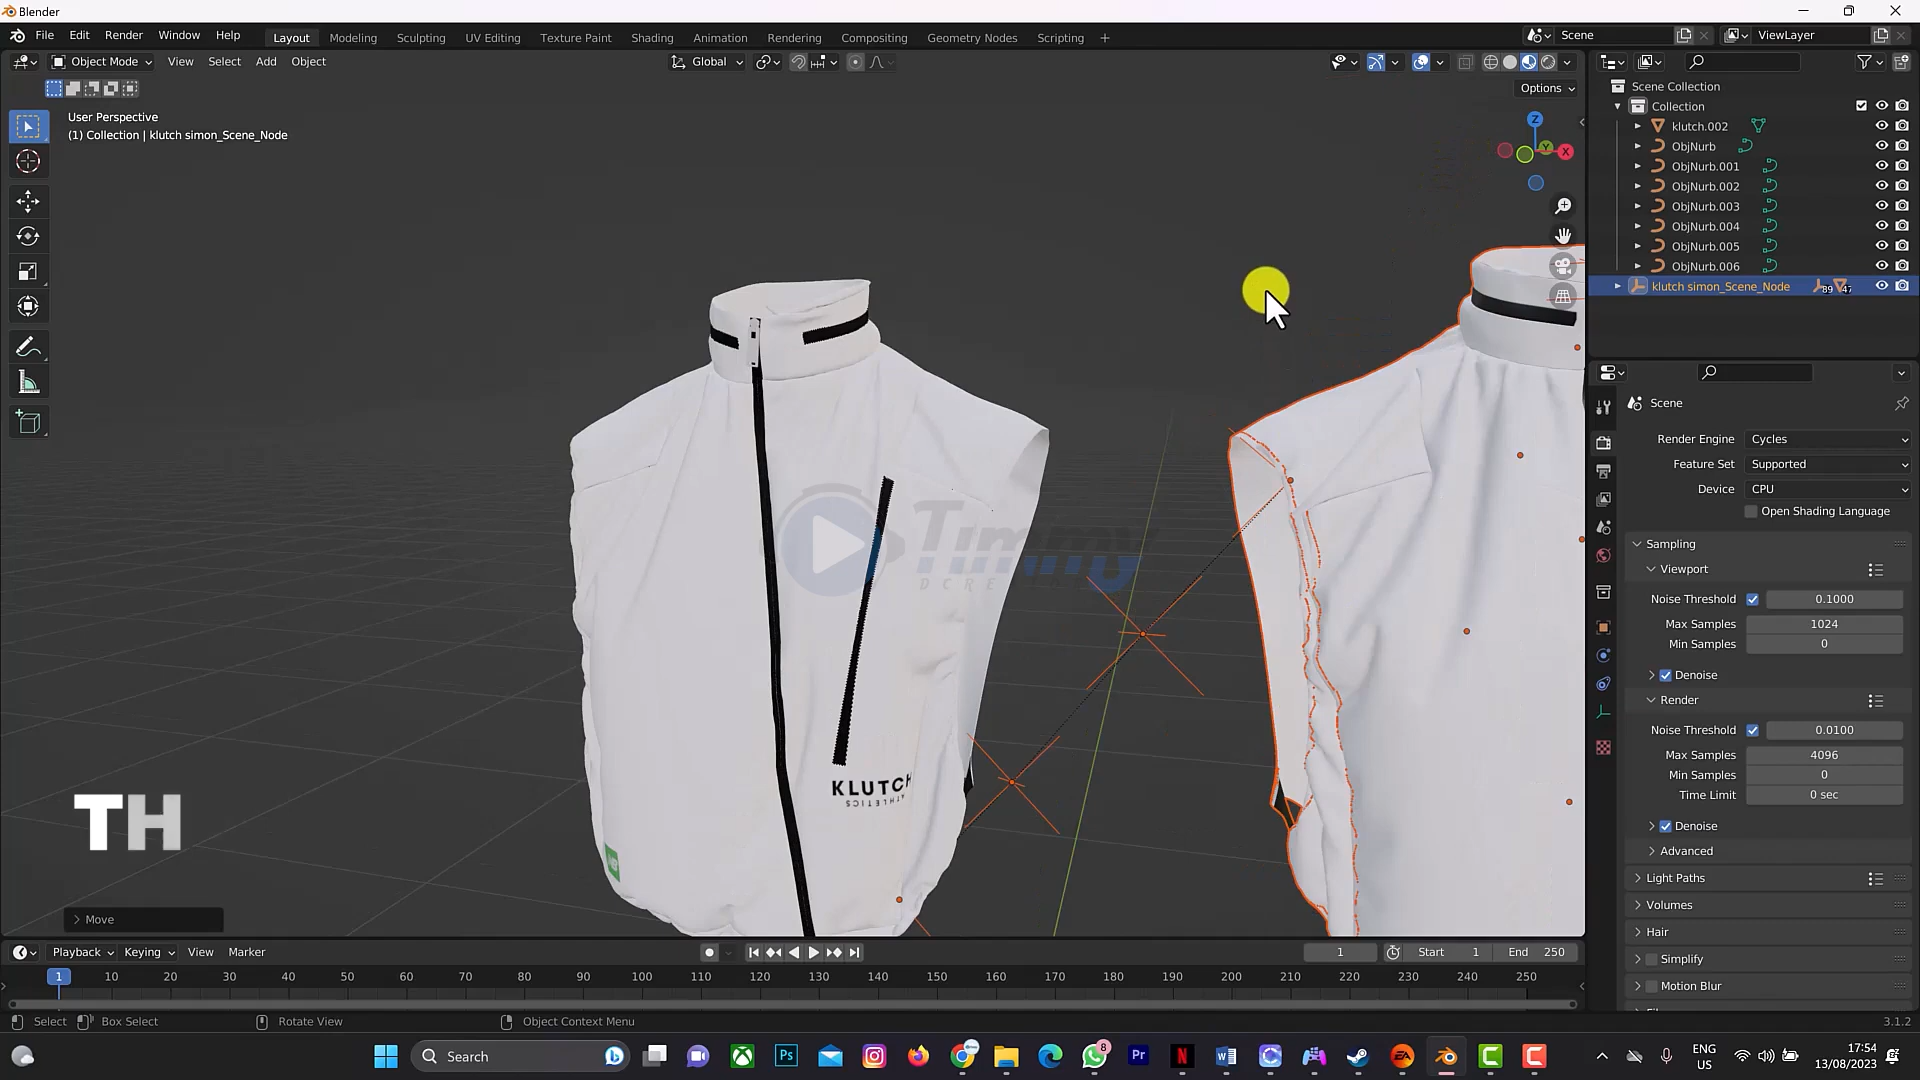 Blender
File Edit Render Window Help
Layout Modeling Sculpting UV Editing Texture Paint Shading Animation Rendering Compositing Geometry Nodes Scripting +
Scene
ViewLayer
Object Mode View Select Add Object
Global
Options
User Perspective
(1) Collection | klutch simon_Scene_Node
Z
Y
X
Scene Collection
Collection
klutch.002
ObjNurb
ObjNurb.001
ObjNurb.002
ObjNurb.003
ObjNurb.004
ObjNurb.005
ObjNurb.006
klutch simon_Scene_Node 89 47
Scene
Render Engine Cycles
Feature Set Supported
Device CPU
Open Shading Language
Sampling
Viewport
Noise Threshold 0.1000
Max Samples 1024
Min Samples 0
Denoise
Render
Noise Threshold 0.0100
Max Samples 4096
Min Samples 0
Time Limit 0 sec
Denoise
Advanced
Light Paths
Volumes
Hair
Simplify
Motion Blur
Timmy
KLUTCH
ATHLETICS
TH
Move
Playback Keying View Marker
1 Start 1 End 250
1 10 20 30 40 50 60 70 80 90 100 110 120 130 140 150 160 170 180 190 200 210 220 230 240 250
Select Box Select Rotate View Object Context Menu 3.1.2
Search
Ps
8
Pr
N
W
EA
ENG
US
17:54
13/08/2023